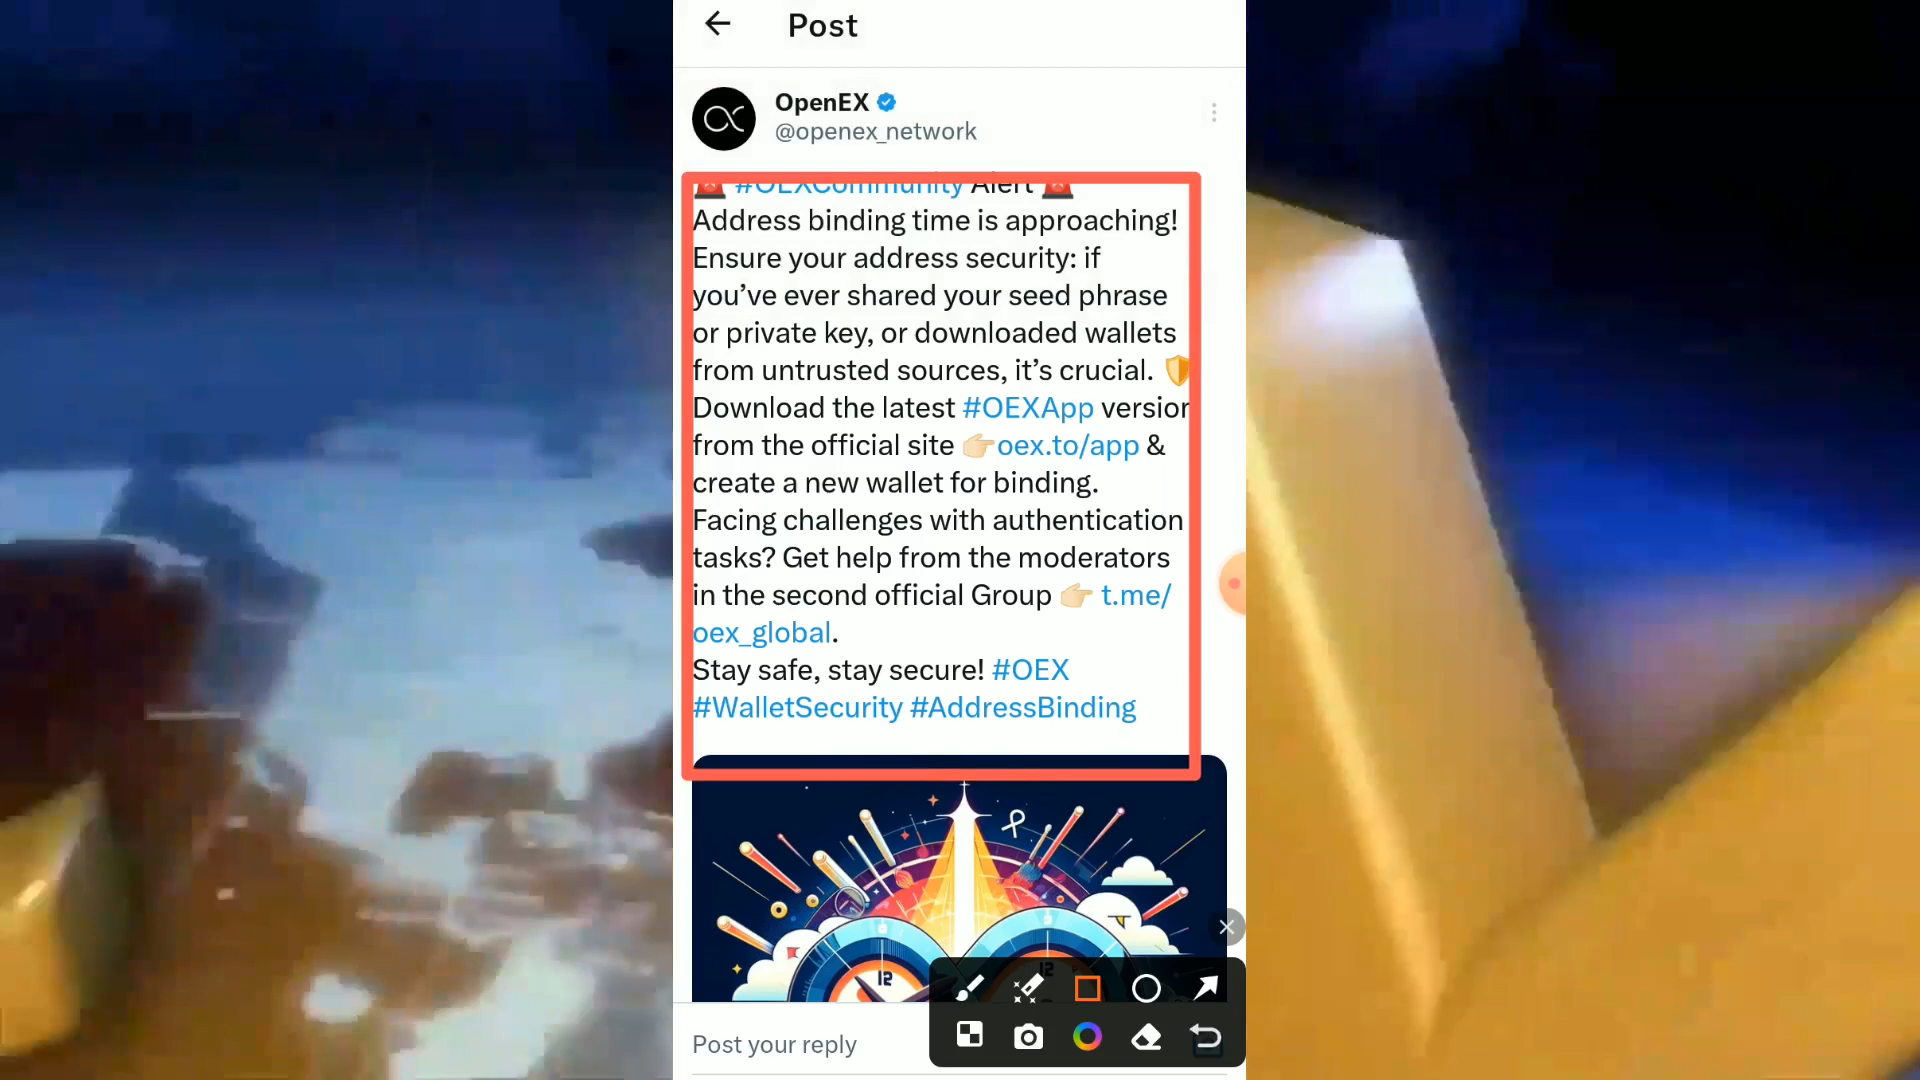 Post
OpenEX
@openex_network
#OEXCommunity Alert
Address binding time is approaching!
Ensure your address security: if
you’ve ever shared your seed phrase
or private key, or downloaded wallets
from untrusted sources, it’s crucial.
Download the latest #OEXApp version
from the official site 👉🏻oex.to/app &
create a new wallet for binding.
Facing challenges with authentication
tasks? Get help from the moderators
in the second official Group 👉🏻 t.me/
oex_global.
Stay safe, stay secure! #OEX
#WalletSecurity #AddressBinding
12
12
Post your reply